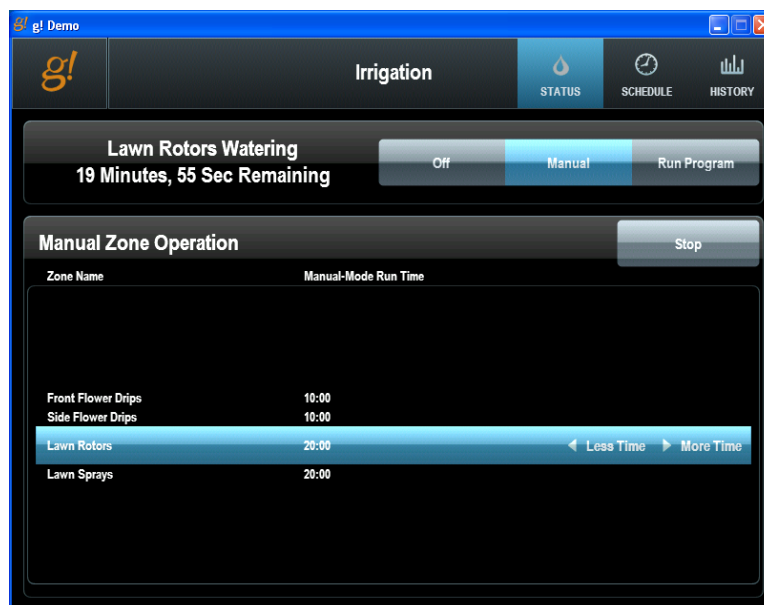 g! g! Demo
g!
Irrigation
STATUS
SCHEDULE
HISTORY
Lawn Rotors Watering
19 Minutes, 55 Sec Remaining
Off
Manual
Run Program
Manual Zone Operation
Stop
Zone Name Manual-Mode Run Time
Front Flower Drips 10:00
Side Flower Drips 10:00
Lawn Rotors 20:00 Less Time More Time
Lawn Sprays 20:00